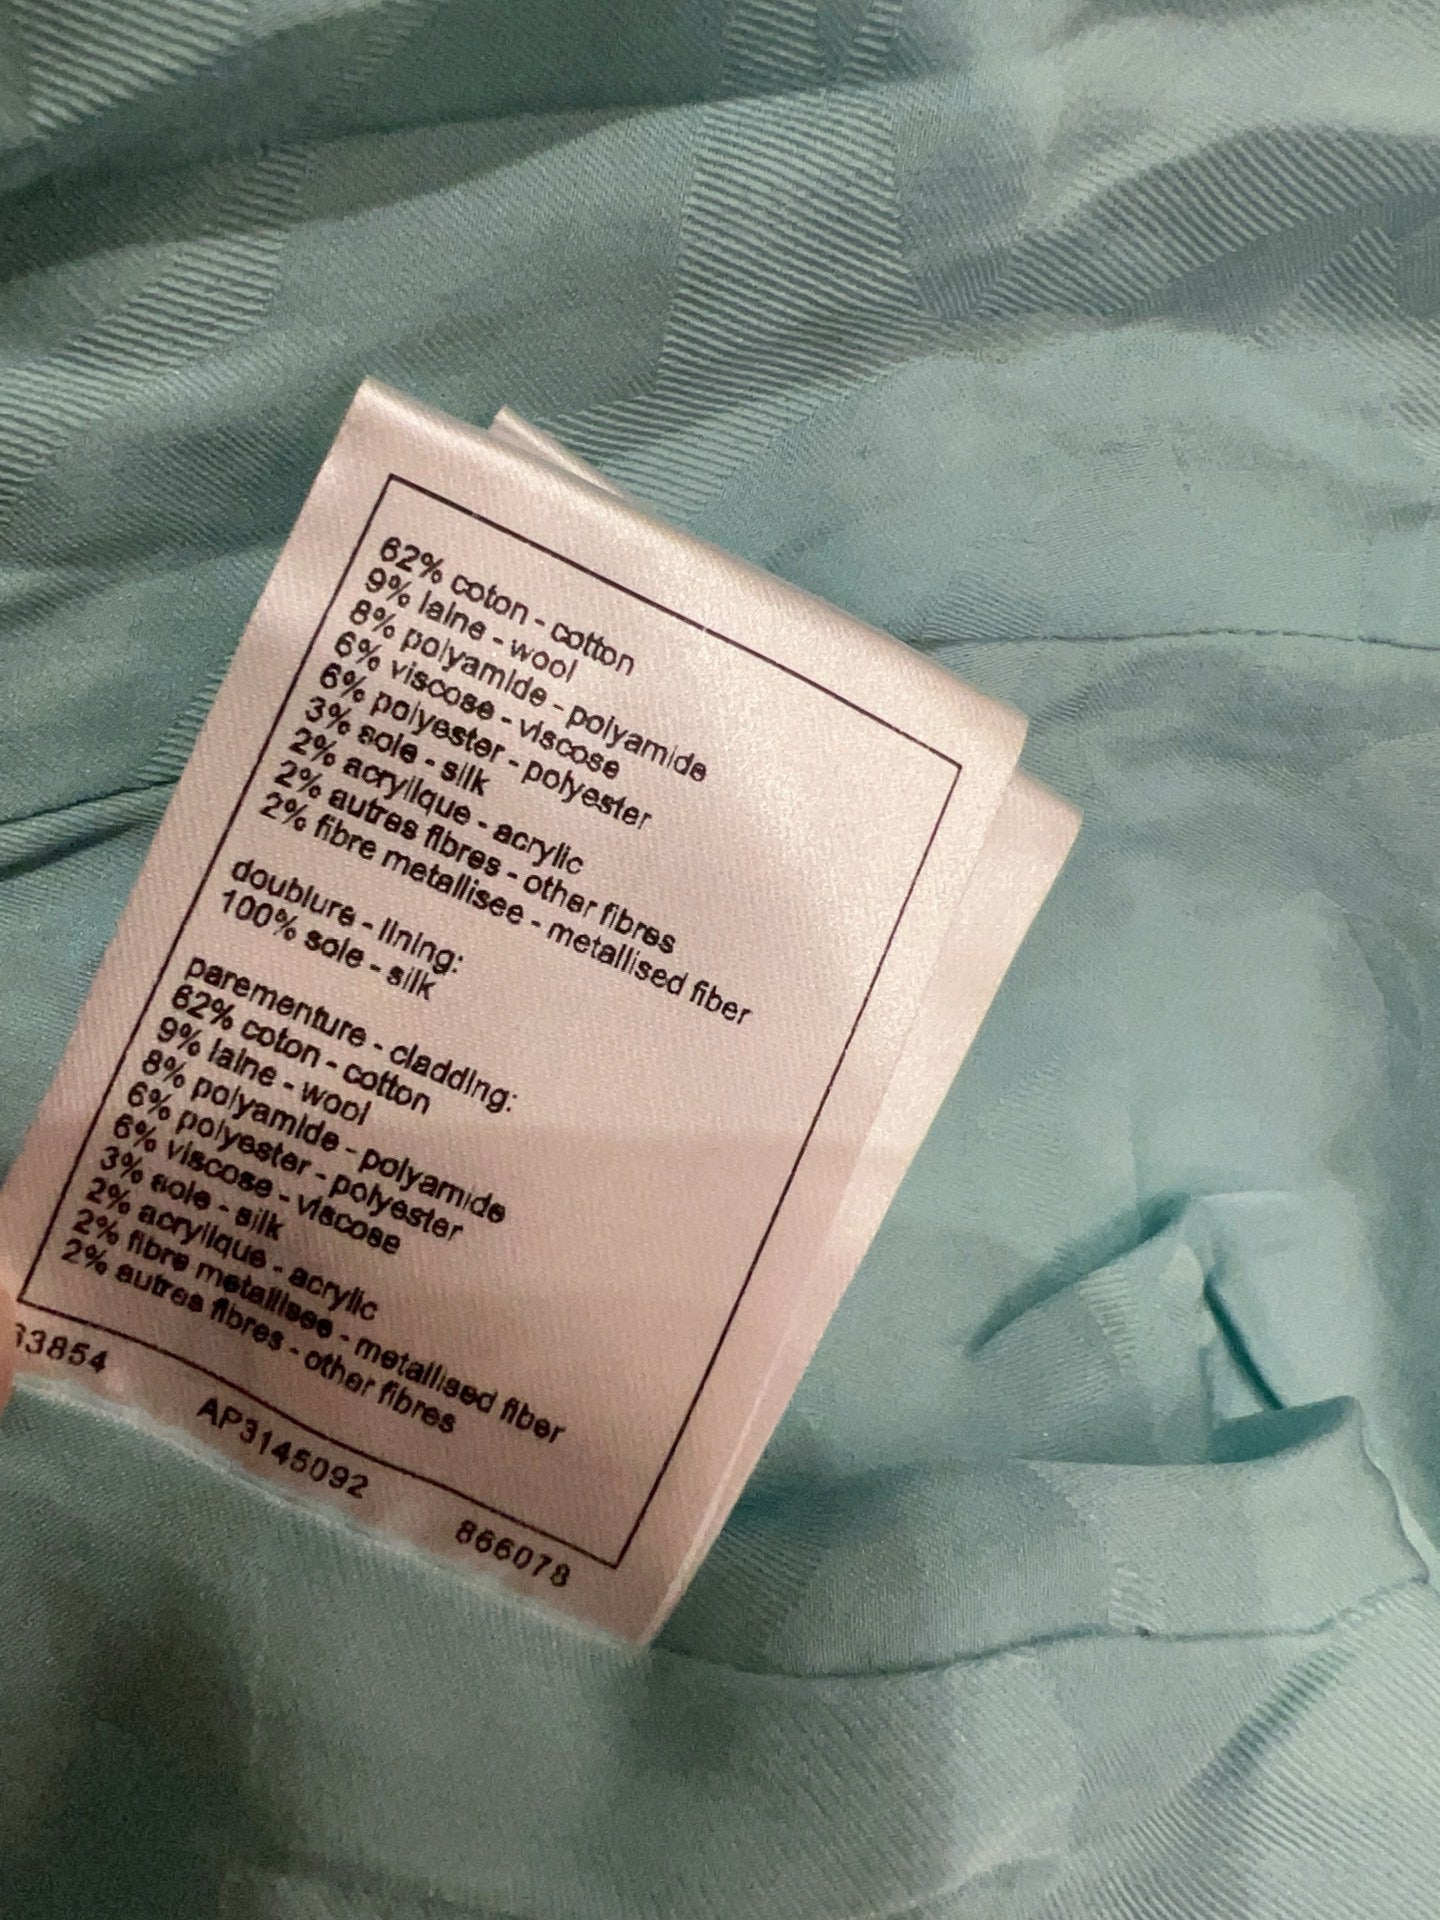 62% coton - cotton
9% laine - wool
8% polyamide - polyamide
6% viscose - viscose
6% polyester - polyester
3% soie - silk
2% acrylique - acrylic
2% autres fibres - other fibres
2% fibre metallisee - metallised fiber
doublure - lining:
100% soie - silk
parementure - cladding:
62% coton - cotton
9% laine - wool
8% polyamide - polyamide
6% polyester - polyester
6% viscose - viscose
3% soie - silk
2% acrylique - acrylic
2% fibre metallisee - metallised fiber
2% autres fibres - other fibres
AP3145092
866078